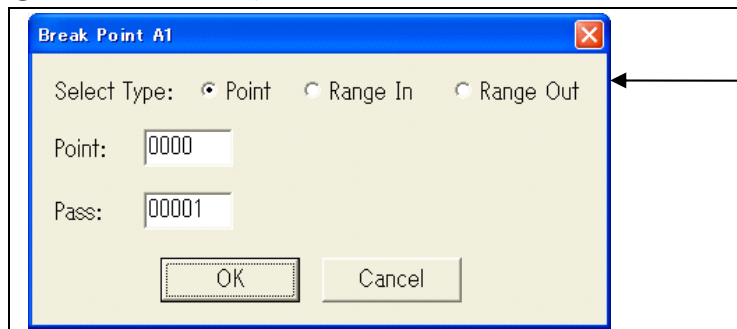 Break Point A1
Select Type: Point Range In Range Out
Point: 0000
Pass: 00001
OK Cancel